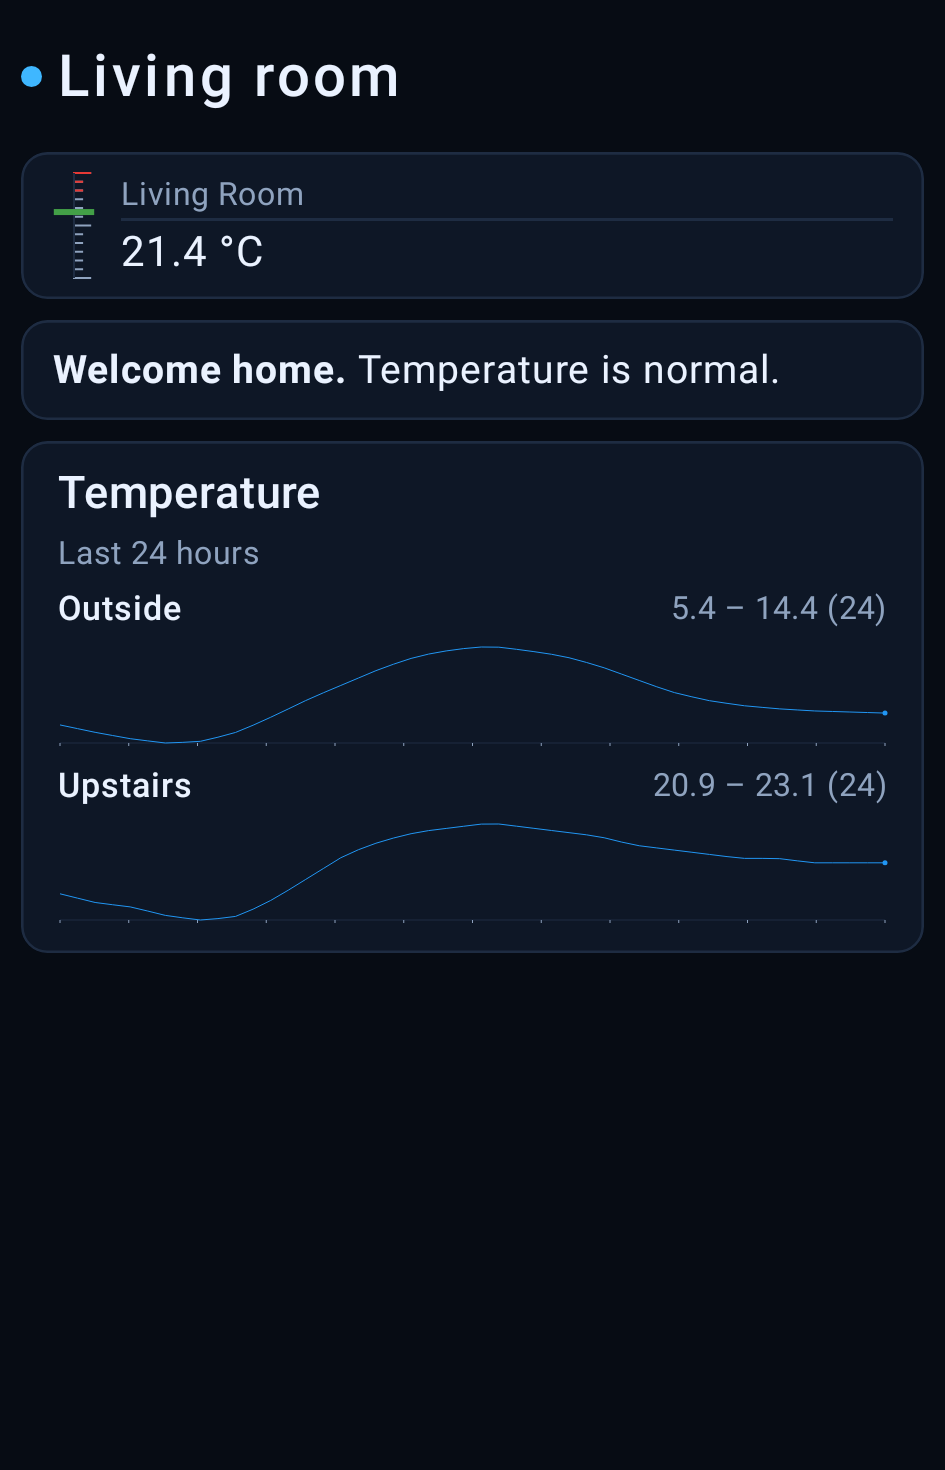 Living room
Living Room
21.4 °C
Welcome home. Temperature is normal.
Temperature
Last 24 hours
Outside 5.4 – 14.4 (24)
Upstairs 20.9 – 23.1 (24)